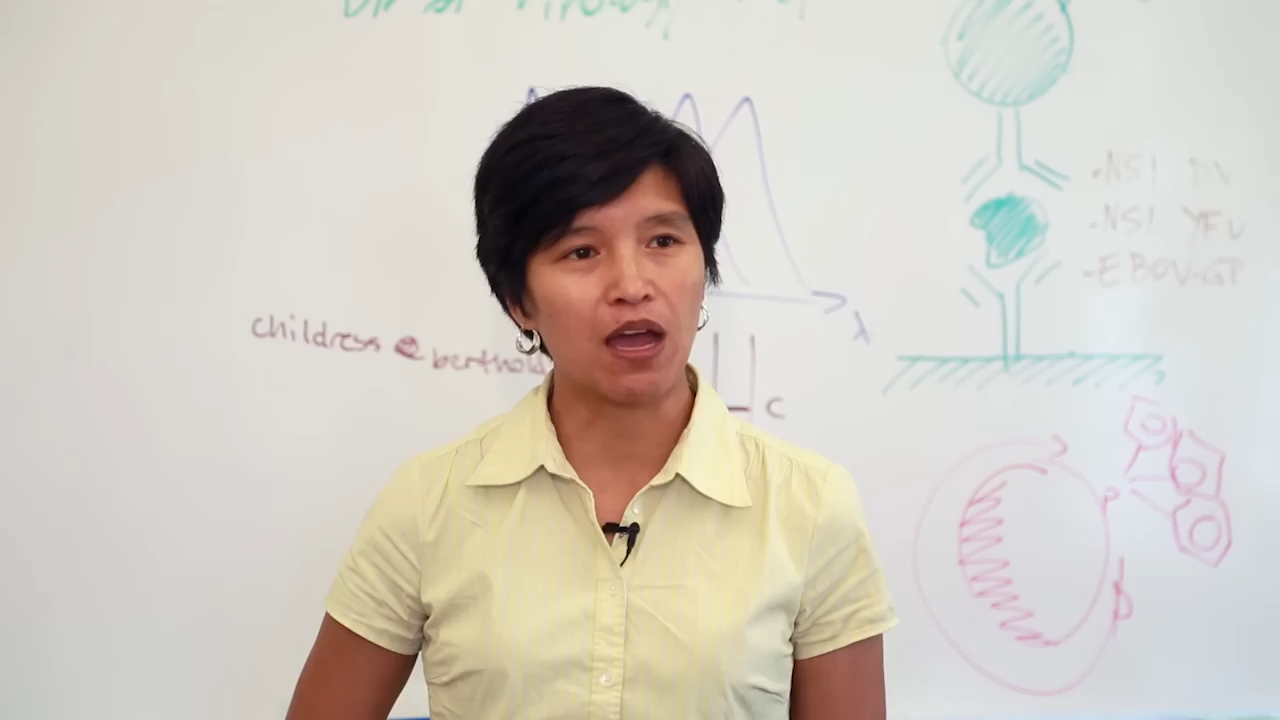 - NS1 DV
- NS1 YFV
- EBOV-GP
childress @ berthold
λ
C